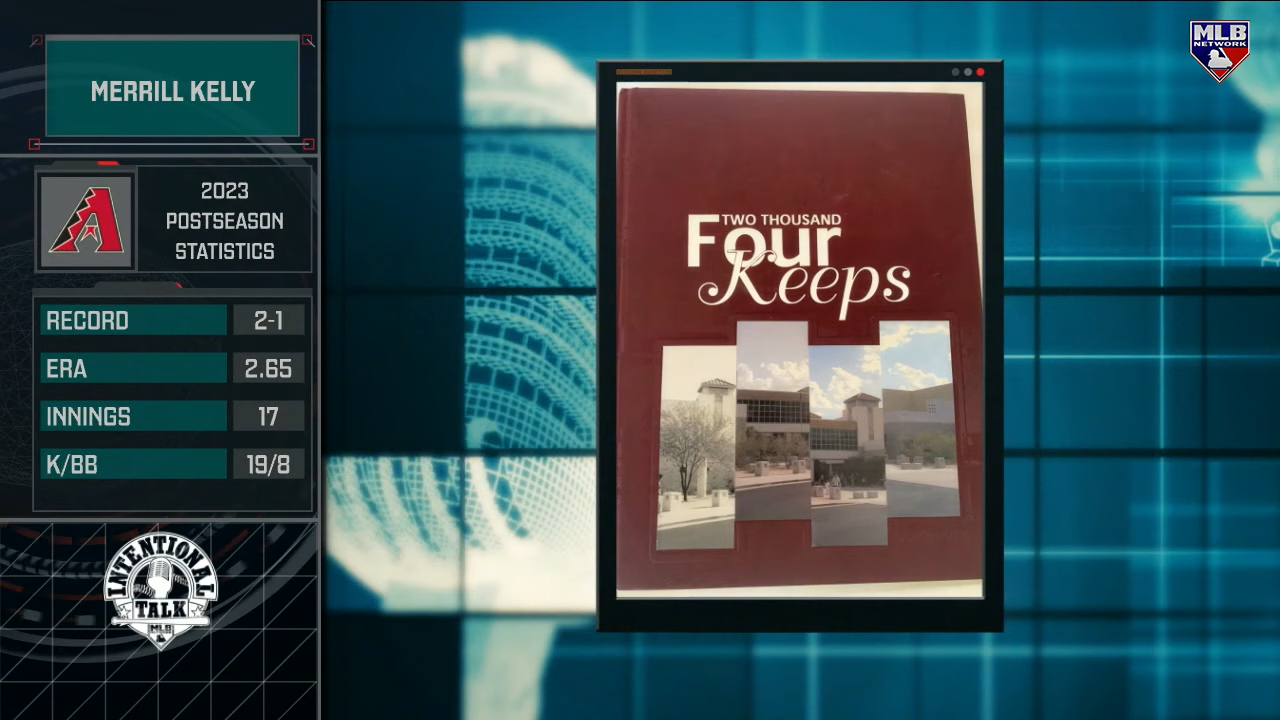 MERRILL KELLY
2023
POSTSEASON
STATISTICS
RECORD 2-1
ERA 2.65
INNINGS 17
K/BB 19/8
INTENTIONAL
TALK
MLB
MLB
NETWORK
TWO THOUSAND
Four
Keeps